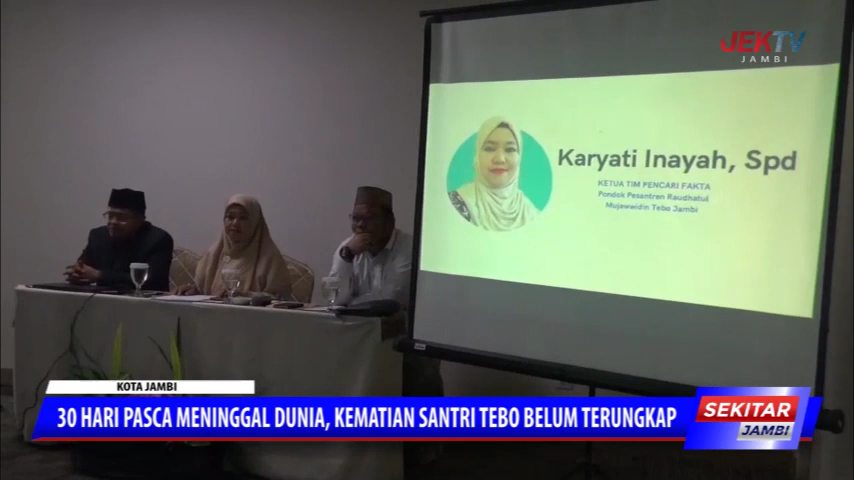 JEKTV
JAMBI
Karyati Inayah, Spd
KETUA TIM PENCARI FAKTA
Pondok Pesantren Raudhatul
Mujawwidin Tebo Jambi
KOTA JAMBI
30 HARI PASCA MENINGGAL DUNIA, KEMATIAN SANTRI TEBO BELUM TERUNGKAP
SEKITAR
JAMBI